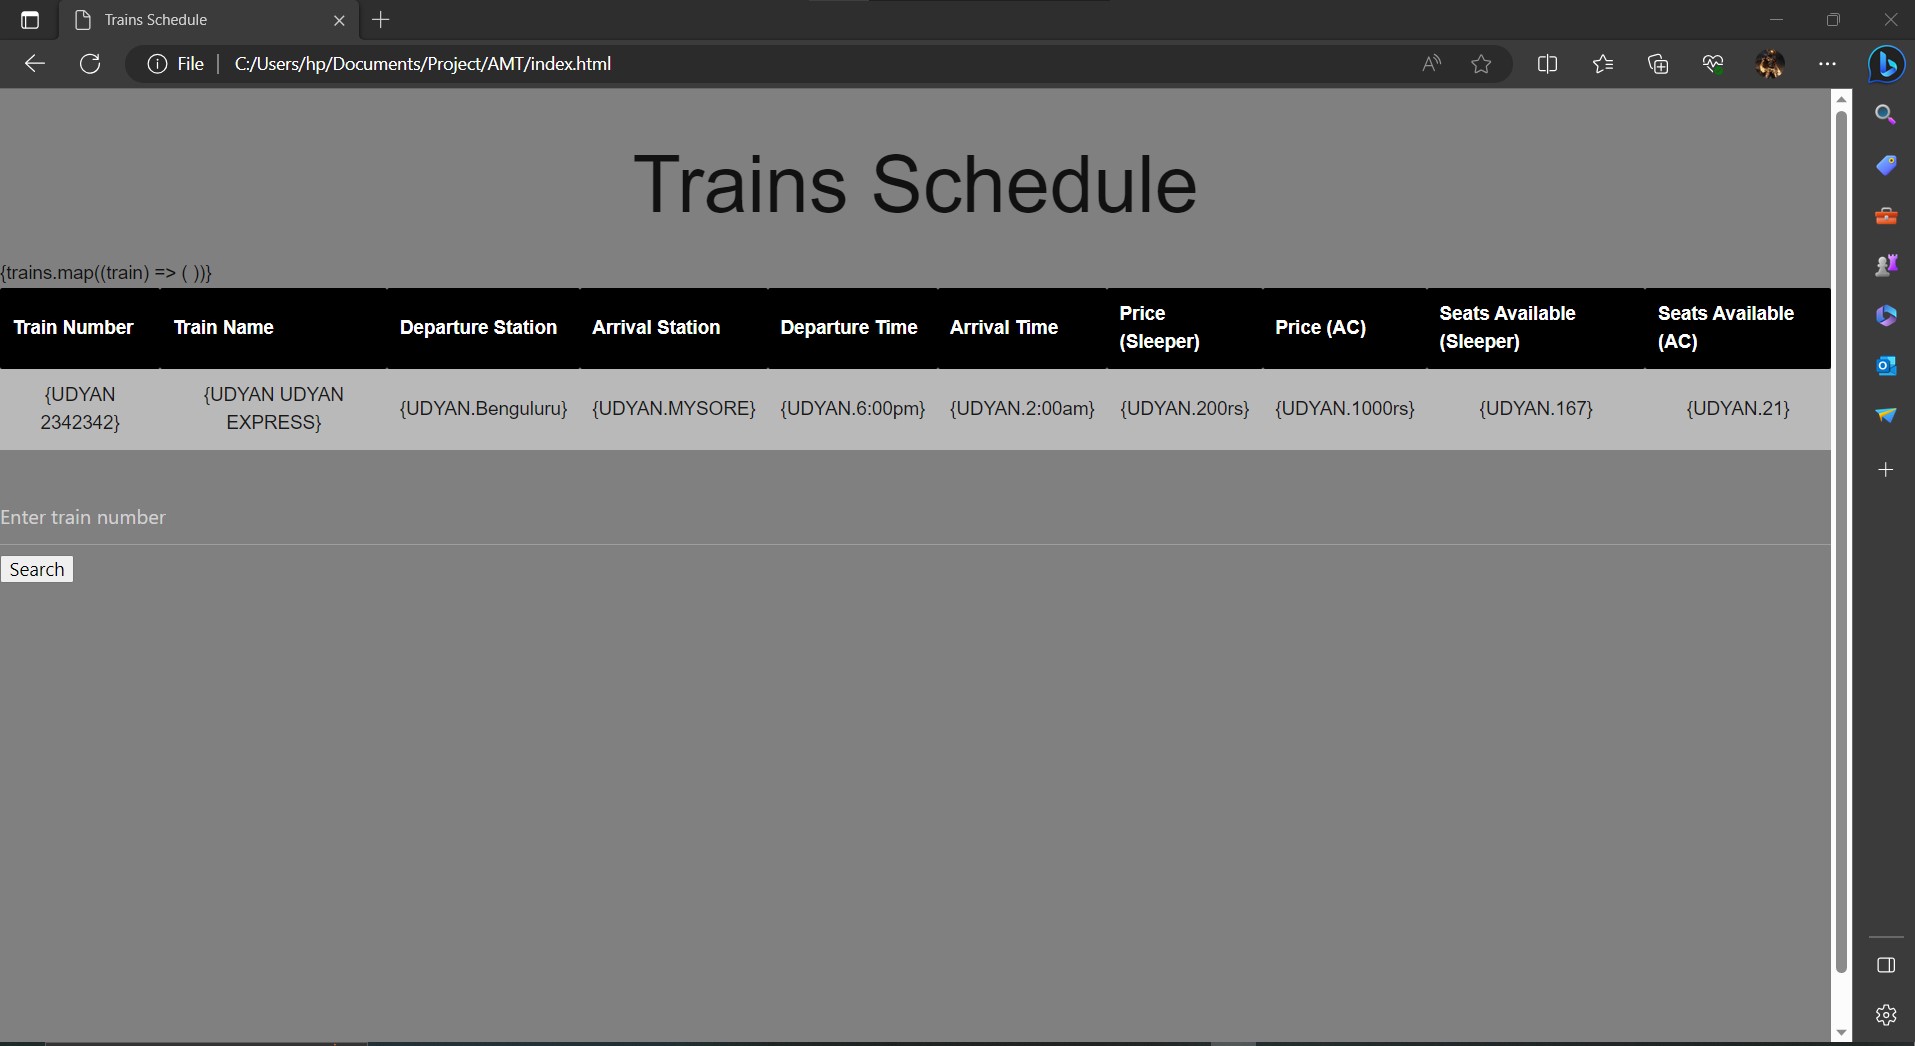 Trains Schedule
File
C:/Users/hp/Documents/Project/AMT/index.html
Trains Schedule
{trains.map((train) => ( ))}
Train Number Train Name Departure Station Arrival Station Departure Time Arrival Time Price (Sleeper) Price (AC) Seats Available (Sleeper) Seats Available (AC)
{UDYAN 2342342} {UDYAN UDYAN EXPRESS} {UDYAN.Benguluru} {UDYAN.MYSORE} {UDYAN.6:00pm} {UDYAN.2:00am} {UDYAN.200rs} {UDYAN.1000rs} {UDYAN.167} {UDYAN.21}
Enter train number
Search